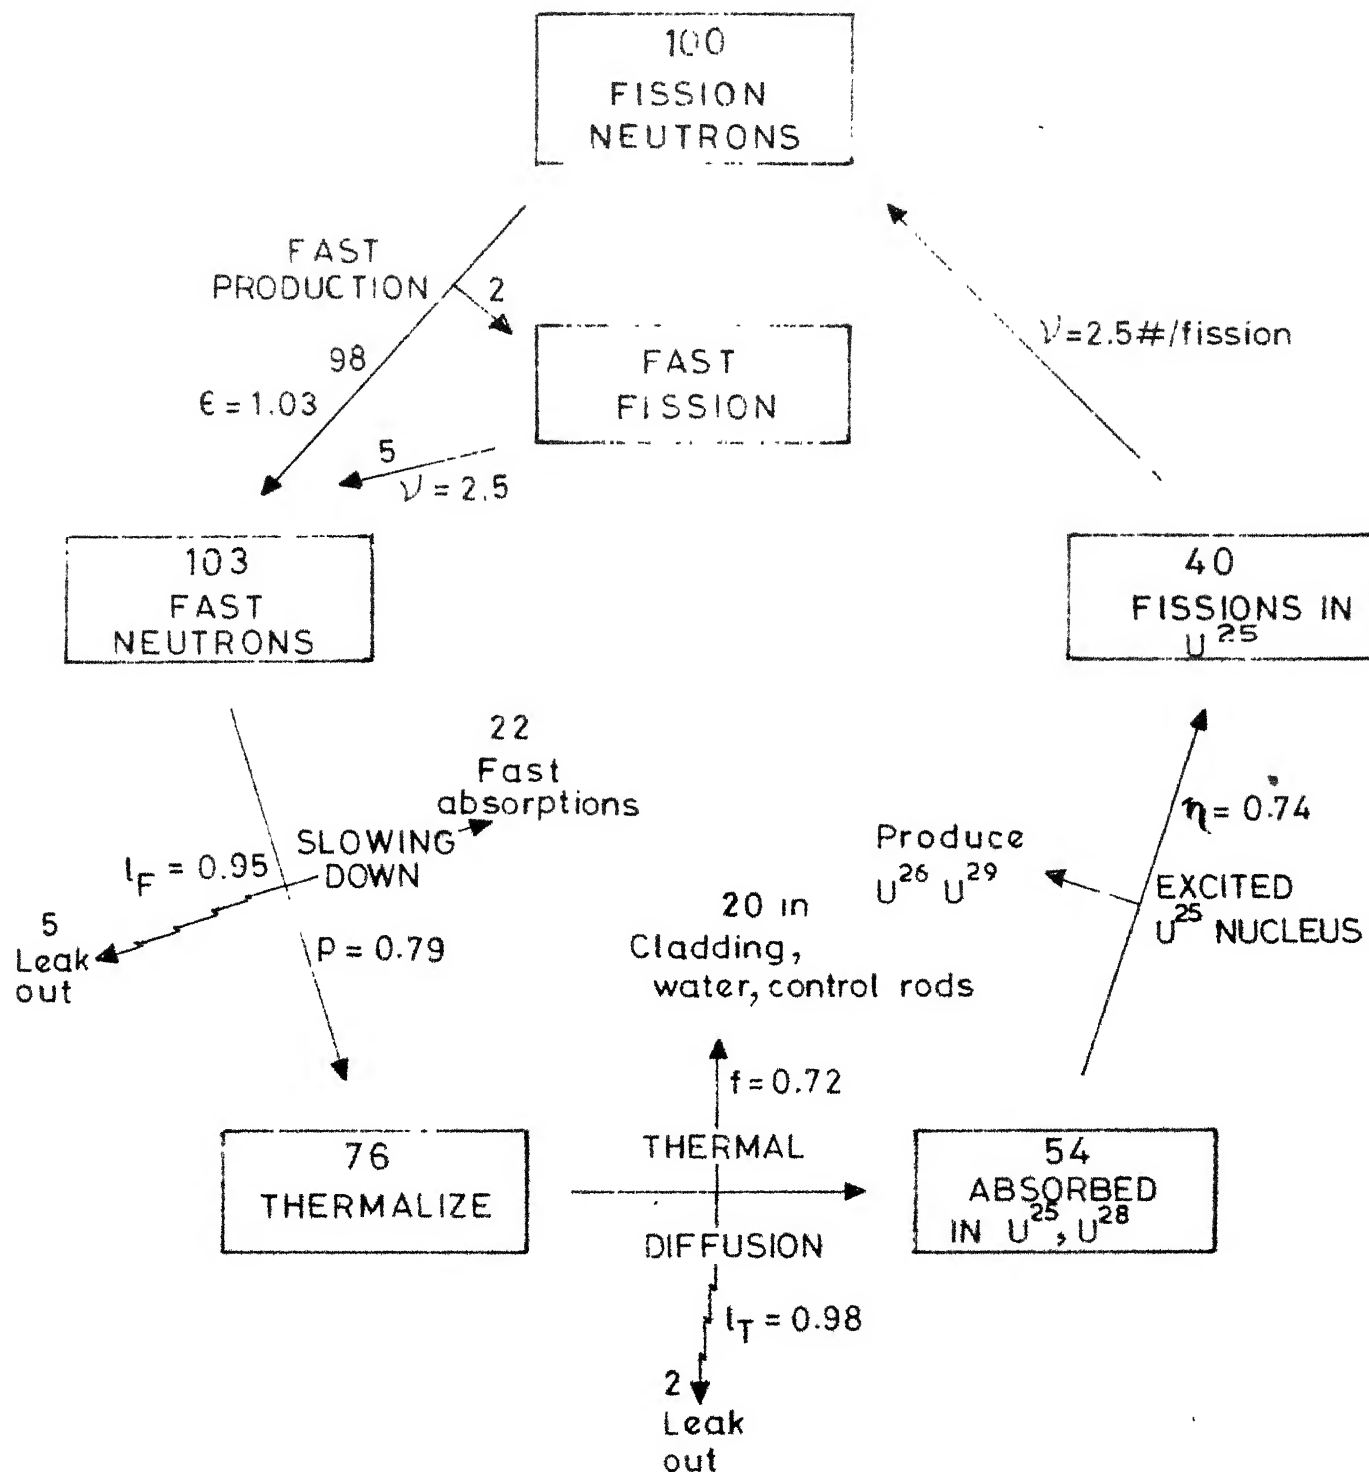 100
FISSION
NEUTRONS
FAST
PRODUCTION
2
98
ϵ = 1.03
FAST
FISSION
5
ν = 2.5
ν = 2.5#/fission
103
FAST
NEUTRONS
40
FISSIONS IN
U²⁵
22
Fast
absorptions
SLOWING
DOWN
l_F = 0.95
5
Leak
out
P = 0.79
η = 0.74
Produce
U²⁶ U²⁹
EXCITED
U²⁵ NUCLEUS
20 in
Cladding,
water, control rods
f = 0.72
76
THERMALIZE
THERMAL
DIFFUSION
54
ABSORBED
IN U²⁵, U²⁸
l_T = 0.98
2
Leak
out